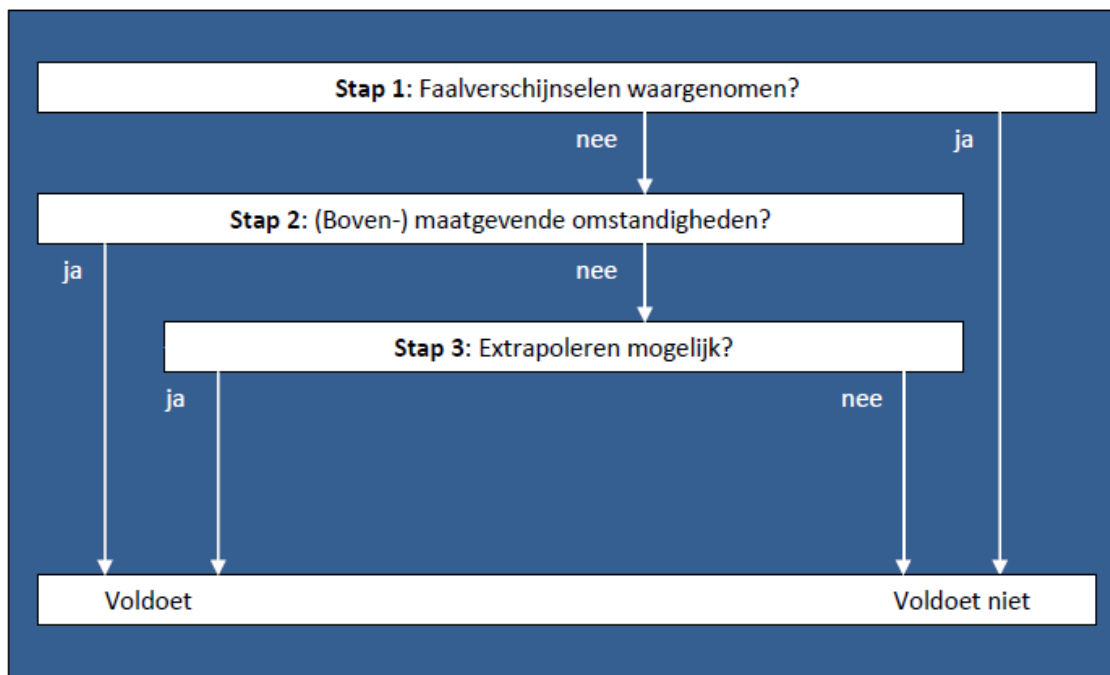 Stap 1: Faalverschijnselen waargenomen?
nee
ja
Stap 2: (Boven-) maatgevende omstandigheden?
ja
nee
Stap 3: Extrapoleren mogelijk?
ja
nee
Voldoet
Voldoet niet